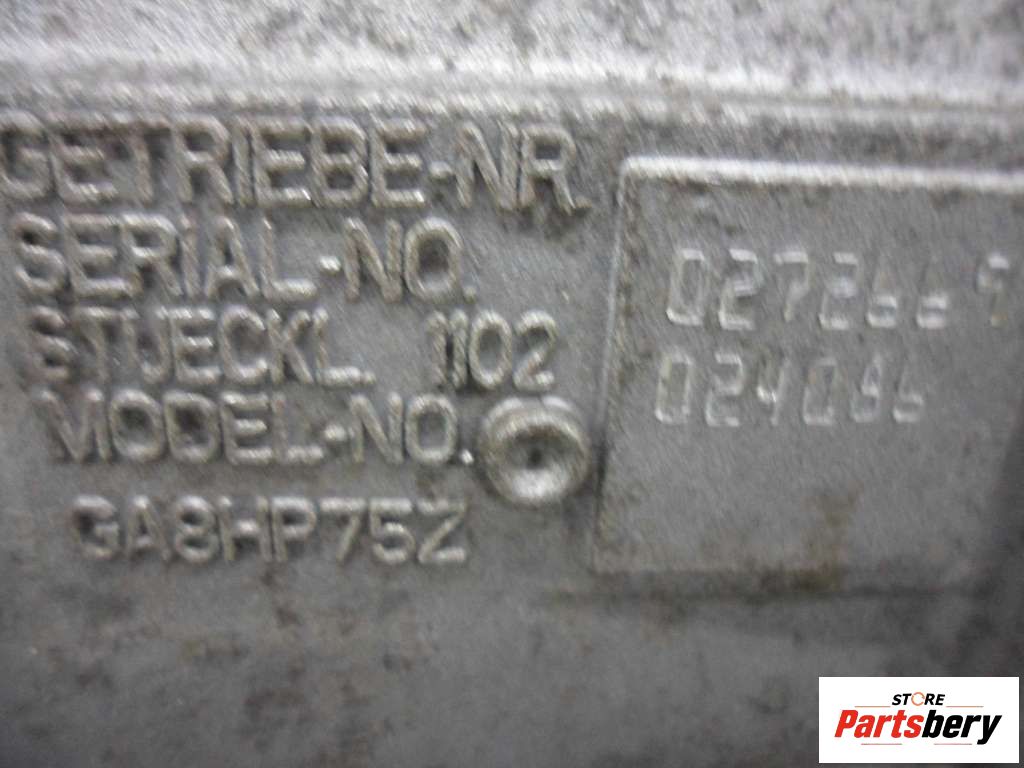 GETRIEBE-NR.
SERIAL-NO.
STUECKL. 1102
MODEL-NO.
GA8HP75Z
STORE
Partsbery